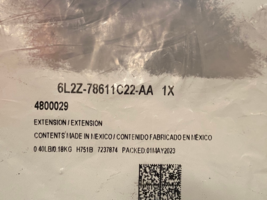 6L2Z-78611C22-AA 1X
4800029
EXTENSION / EXTENSION
CONTENTS MADE IN MEXICO / CONTENIDO FABRICADO EN MÉXICO
0.40LB/0.18KG H751B 7237874 PACKED:01MAY2023